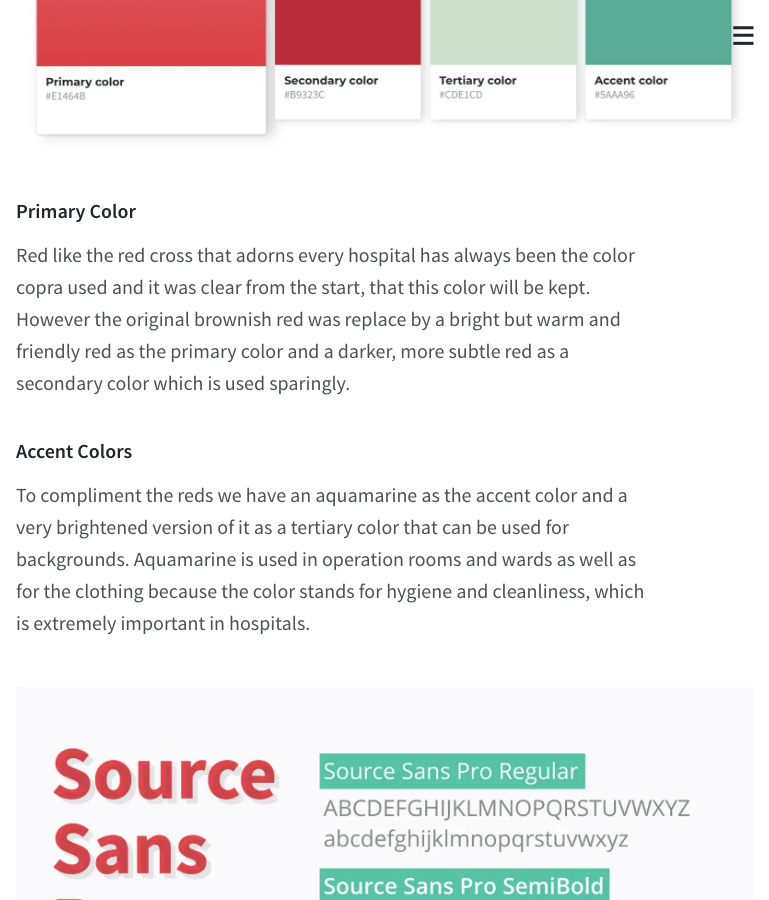 Primary color
#E1464B
Secondary color
#B9323C
Tertiary color
#CDE1CD
Accent color
#5AAA96
Primary Color
Red like the red cross that adorns every hospital has always been the color
copra used and it was clear from the start, that this color will be kept.
However the original brownish red was replace by a bright but warm and
friendly red as the primary color and a darker, more subtle red as a
secondary color which is used sparingly.
Accent Colors
To compliment the reds we have an aquamarine as the accent color and a
very brightened version of it as a tertiary color that can be used for
backgrounds. Aquamarine is used in operation rooms and wards as well as
for the clothing because the color stands for hygiene and cleanliness, which
is extremely important in hospitals.
Source
Sans
Source Sans Pro Regular
ABCDEFGHIJKLMNOPQRSTUVWXYZ
abcdefghijklmnopqrstuvwxyz
Source Sans Pro SemiBold